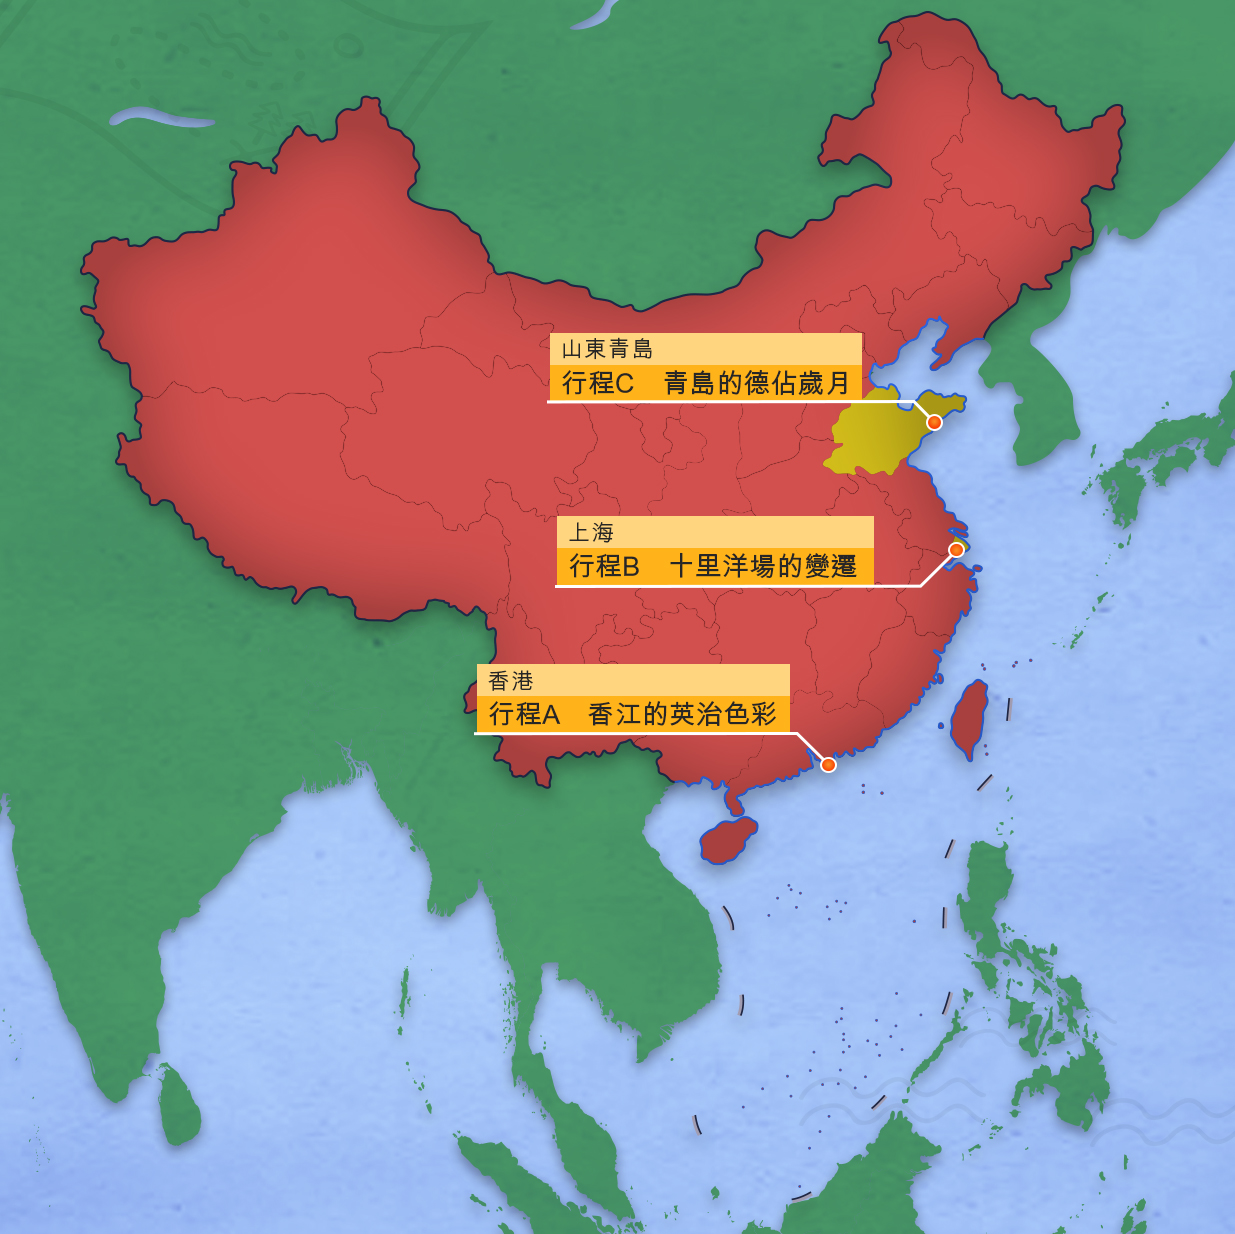 山東青島
行程C 青島的德佔歲月
上海
行程B 十里洋場的變遷
香港
行程A 香江的英治色彩